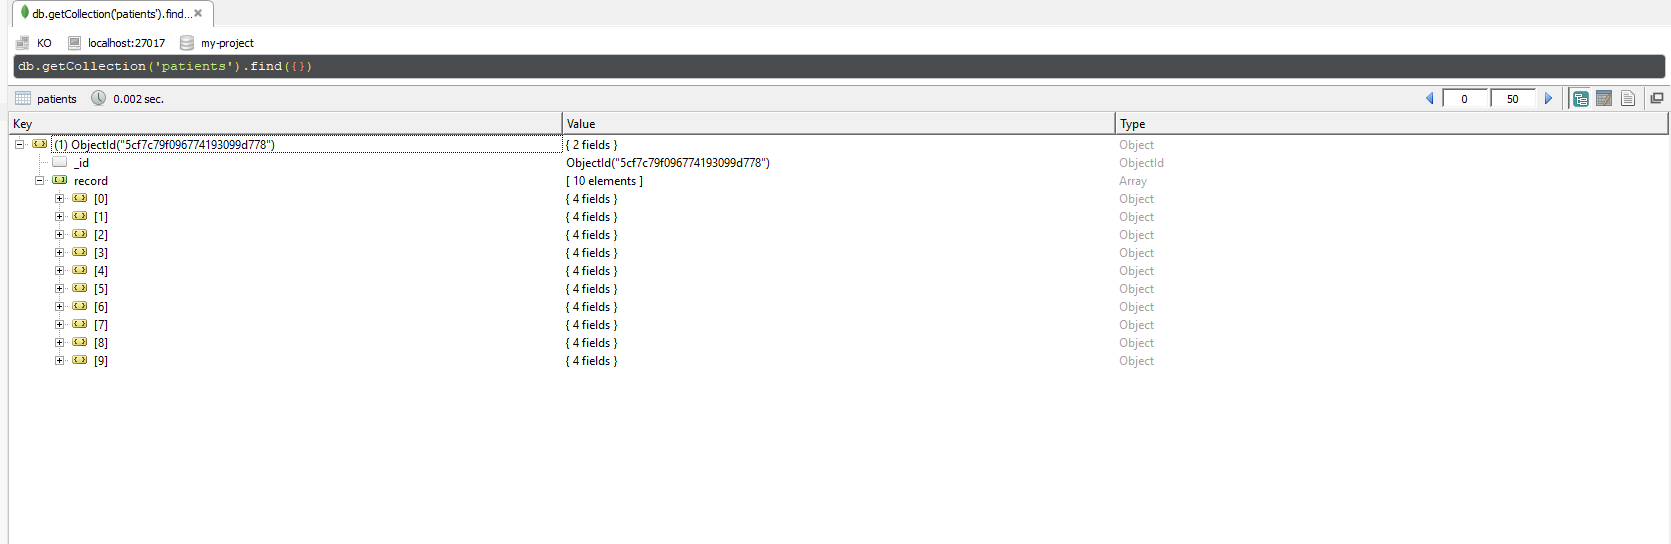 db.getCollection('patients').find...
KO localhost:27017 my-project
db.getCollection('patients').find({})
patients 0.002 sec. 0 50
Key Value Type
(1) ObjectId("5cf7c79f096774193099d778") { 2 fields } Object
_id ObjectId("5cf7c79f096774193099d778") ObjectId
record [ 10 elements ] Array
[0] { 4 fields } Object
[1] { 4 fields } Object
[2] { 4 fields } Object
[3] { 4 fields } Object
[4] { 4 fields } Object
[5] { 4 fields } Object
[6] { 4 fields } Object
[7] { 4 fields } Object
[8] { 4 fields } Object
[9] { 4 fields } Object